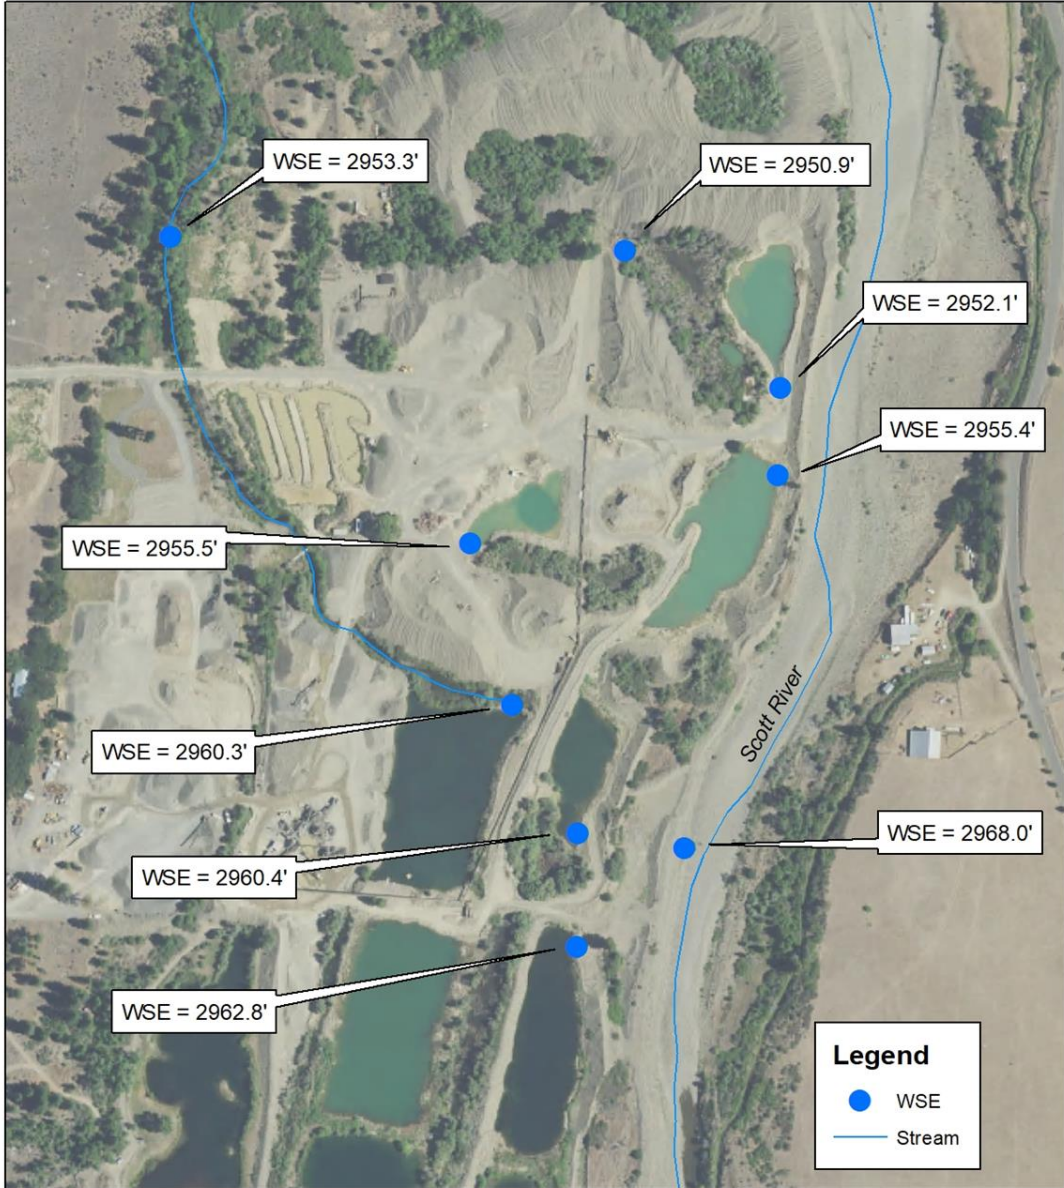 WSE = 2953.3'
WSE = 2950.9'
WSE = 2952.1'
WSE = 2955.4'
WSE = 2955.5'
Scott River
WSE = 2960.3'
WSE = 2968.0'
WSE = 2960.4'
WSE = 2962.8'
Legend
WSE
Stream